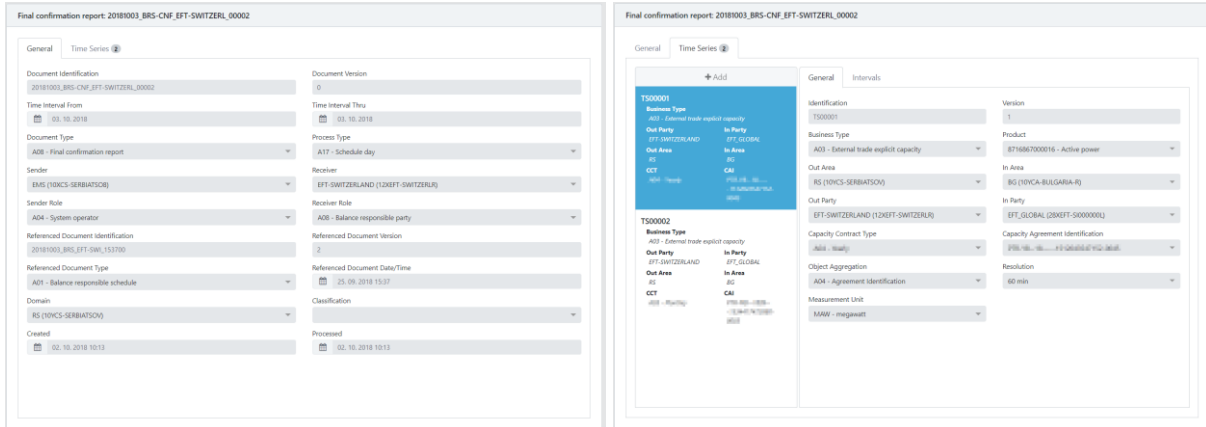 Final confirmation report: 20181003_BRS-CNF_EFT-SWITZERL_00002
General Time Series 2
Document Identification Document Version
20181003_BRS-CNF_EFT-SWITZERL_00002 0
Time Interval From Time Interval Thru
03. 10. 2018 03. 10. 2018
Document Type Process Type
A08 - Final confirmation report A17 - Schedule day
Sender Receiver
EMS (10XCS-SERBIATSO8) EFT-SWITZERLAND (12XEFT-SWITZERLR)
Sender Role Receiver Role
A04 - System operator A08 - Balance responsible party
Referenced Document Identification Referenced Document Version
20181003_BRS_EFT-SWI_153700 2
Referenced Document Type Referenced Document Date/Time
A01 - Balance responsible schedule 25. 09. 2018 15:37
Domain Classification
RS (10YCS-SERBIATSOV)
Created Processed
02. 10. 2018 10:13 02. 10. 2018 10:13
Final confirmation report: 20181003_BRS-CNF_EFT-SWITZERL_00002
General Time Series 2
+ Add
TS00001
Business Type
A03 - External trade explicit capacity
Out Party In Party
EFT-SWITZERLAND EFT_GLOBAL
Out Area In Area
RS BG
CCT CAI
TS00002
Business Type
A03 - External trade explicit capacity
Out Party In Party
EFT-SWITZERLAND EFT_GLOBAL
Out Area In Area
RS BG
CCT CAI
General Intervals
Identification Version
TS00001 1
Business Type Product
A03 - External trade explicit capacity 8716867000016 - Active power
Out Area In Area
RS (10YCS-SERBIATSOV) BG (10YCA-BULGARIA-R)
Out Party In Party
EFT-SWITZERLAND (12XEFT-SWITZERLR) EFT_GLOBAL (28XEFT-SI000000L)
Capacity Contract Type Capacity Agreement Identification
Object Aggregation Resolution
A04 - Agreement Identification 60 min
Measurement Unit
MAW - megawatt